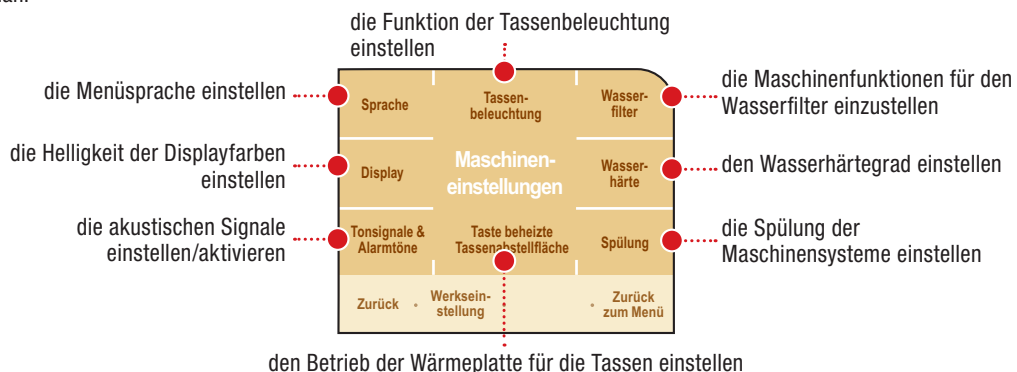 die Funktion der Tassenbeleuchtung
einstellen
die Menüsprache einstellen
die Maschinenfunktionen für den
Wasserfilter einzustellen
Sprache
Tassen-
beleuchtung
Wasser-
filter
die Helligkeit der Displayfarben
einstellen
den Wasserhärtegrad einstellen
Display
Maschinen-
einstellungen
Wasser-
härte
die akustischen Signale
einstellen/aktivieren
die Spülung der
Maschinensysteme einstellen
Tonsignale &
Alarmtöne
Taste beheizte
Tassenabstellfläche
Spülung
Zurück
Werksein-
stellung
Zurück
zum Menü
den Betrieb der Wärmeplatte für die Tassen einstellen